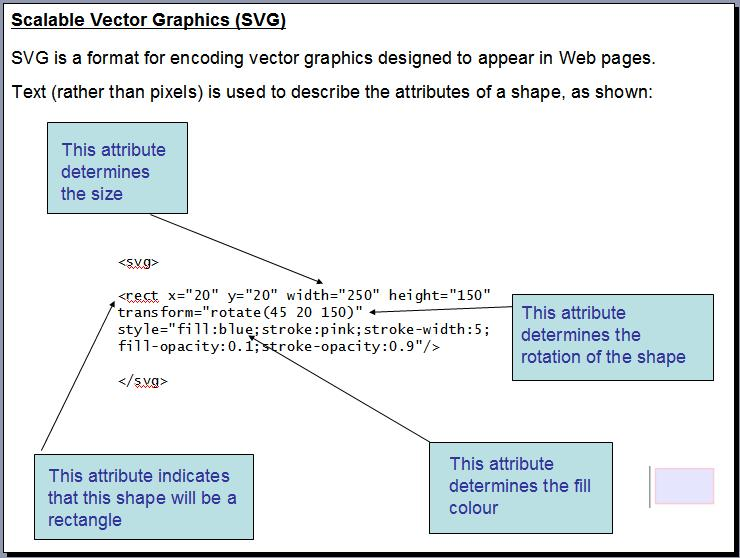 Scalable Vector Graphics (SVG)
SVG is a format for encoding vector graphics designed to appear in Web pages.
Text (rather than pixels) is used to describe the attributes of a shape, as shown:
This attribute
determines
the size
<svg>
<rect x="20" y="20" width="250" height="150"
transform="rotate(45 20 150)"
style="fill:blue;stroke:pink;stroke-width:5;
fill-opacity:0.1;stroke-opacity:0.9"/>
</svg>
This attribute
determines the
rotation of the shape
This attribute indicates
that this shape will be a
rectangle
This attribute
determines the fill
colour